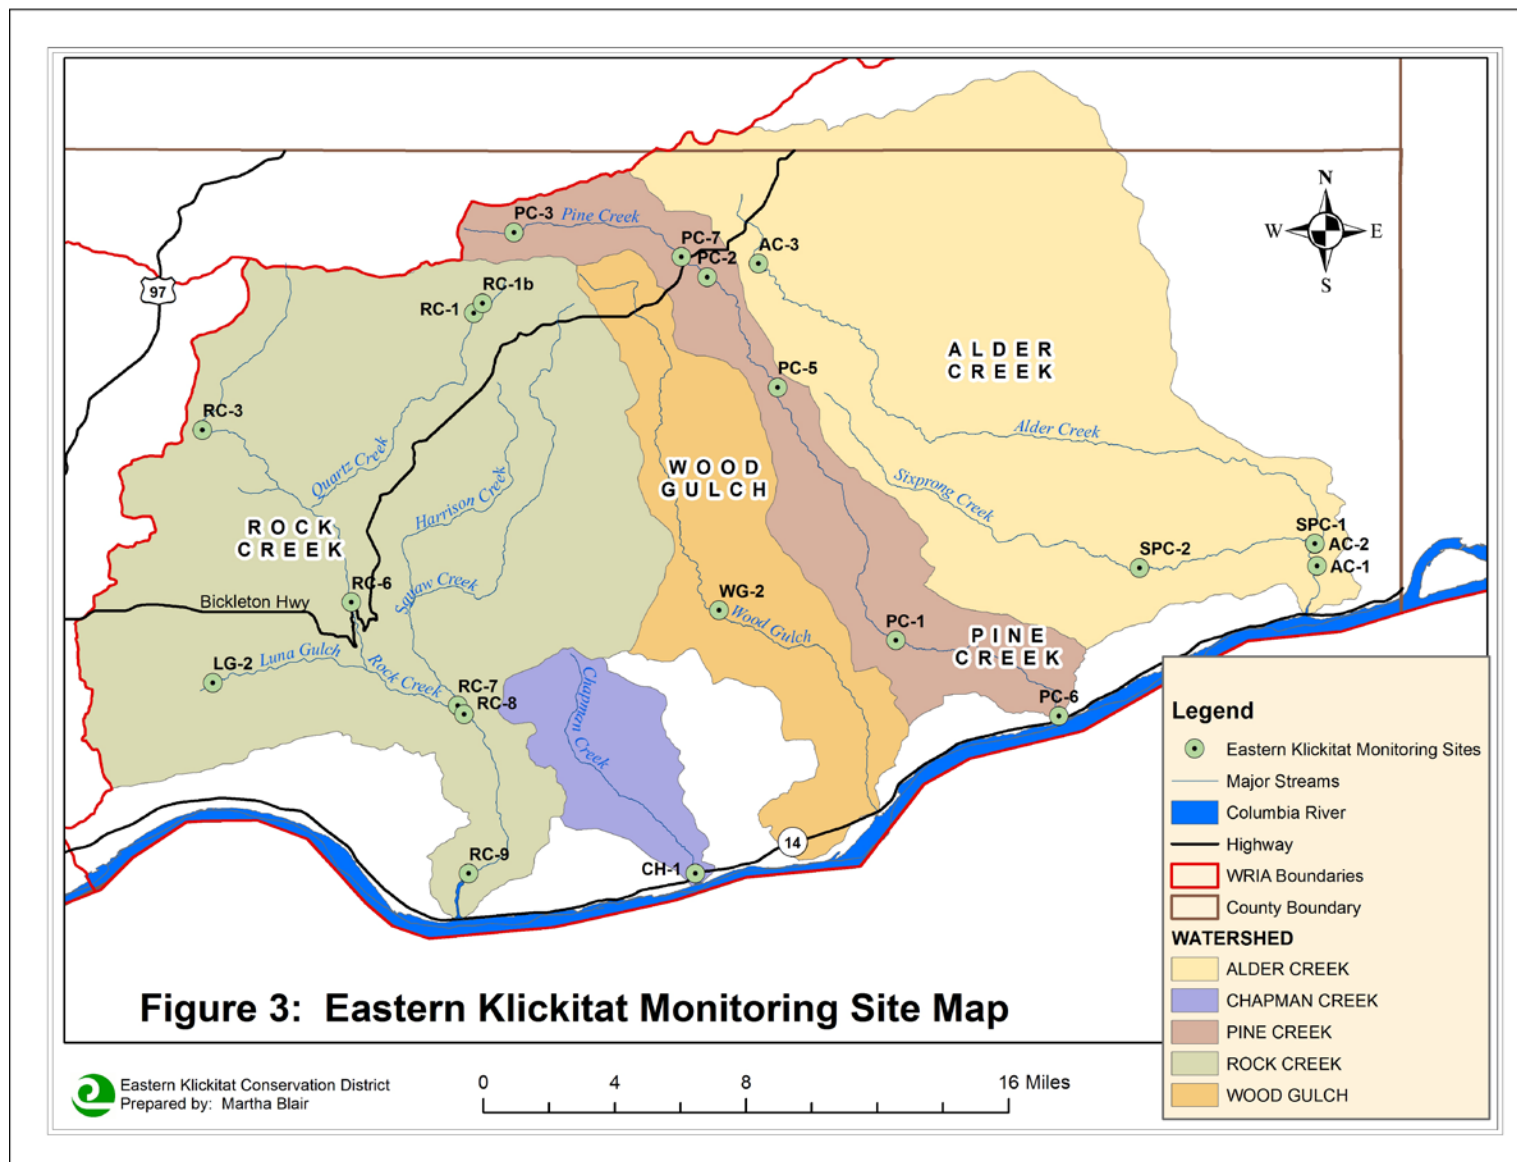 N
W
E
S
97
PC-3
Pine Creek
PC-7
PC-2
AC-3
RC-1b
RC-1
ALDER
CREEK
PC-5
RC-3
Alder Creek
Quartz Creek
Harrison Creek
WOOD
GULCH
Sixprong Creek
ROCK
CREEK
SPC-1
AC-2
SPC-2
AC-1
RC-6
Bickleton Hwy
Squaw Creek
WG-2
Wood Gulch
PC-1
PINE
CREEK
LG-2
Luna Gulch
Rock Creek
RC-7
RC-8
Chapman Creek
PC-6
14
RC-9
CH-1
Legend
Eastern Klickitat Monitoring Sites
Major Streams
Columbia River
Highway
WRIA Boundaries
County Boundary
WATERSHED
ALDER CREEK
CHAPMAN CREEK
PINE CREEK
ROCK CREEK
WOOD GULCH
Figure 3: Eastern Klickitat Monitoring Site Map
Eastern Klickitat Conservation District
Prepared by: Martha Blair
0 4 8 16 Miles